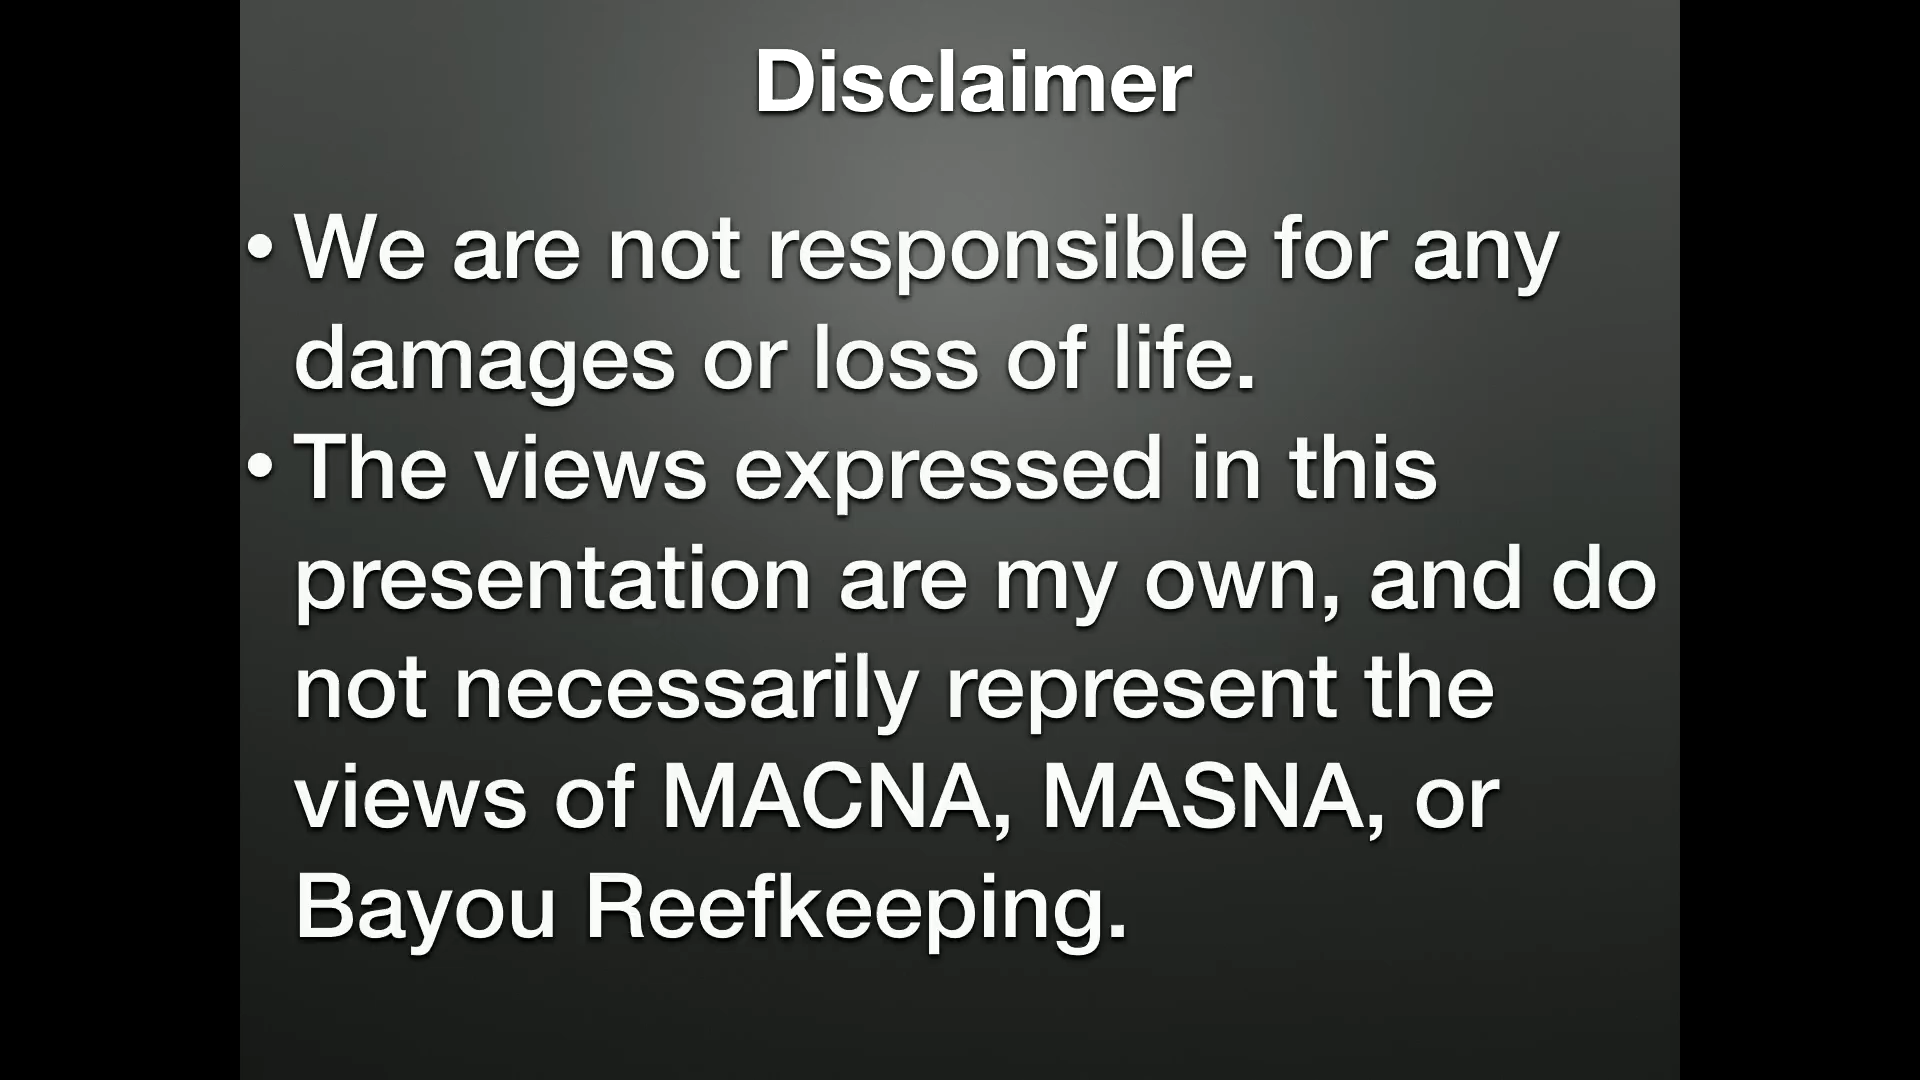 Disclaimer
• We are not responsible for any
damages or loss of life.
• The views expressed in this
presentation are my own, and do
not necessarily represent the
views of MACNA, MASNA, or
Bayou Reefkeeping.